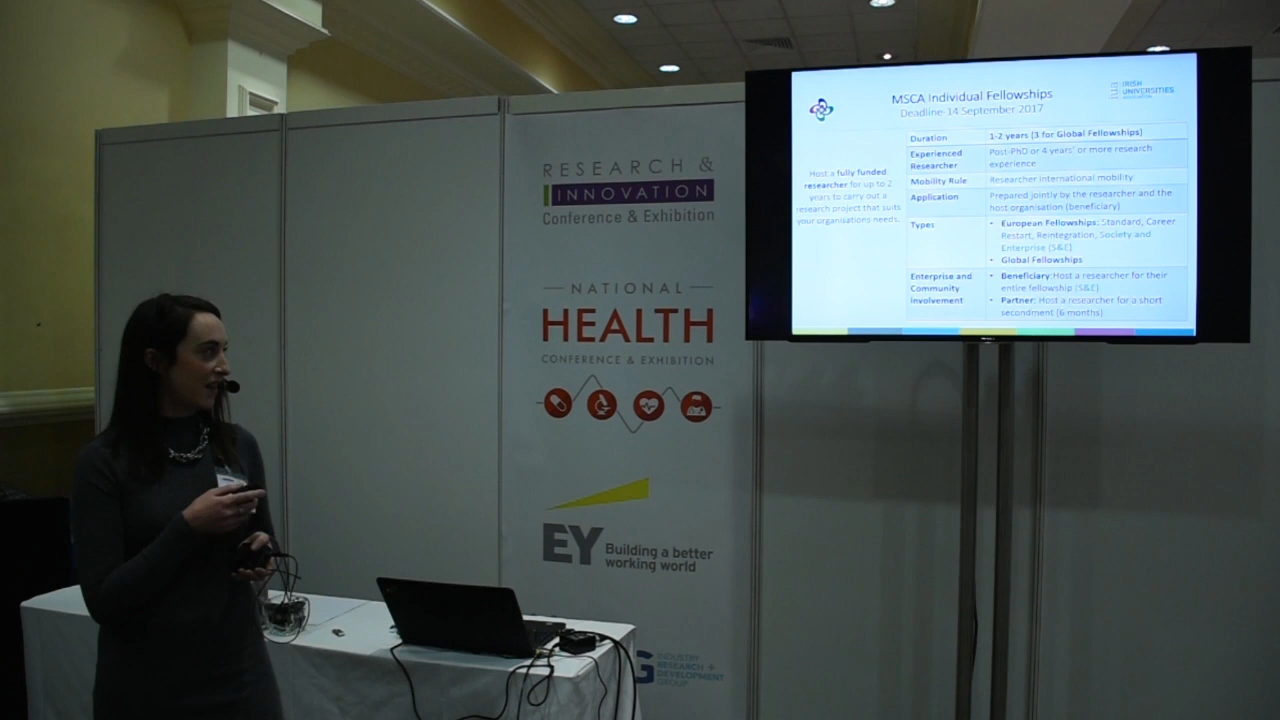 RESEARCH &
INNOVATION
Conference & Exhibition
NATIONAL
HEALTH
CONFERENCE & EXHIBITION
EY Building a better
working world
G INDUSTRY
RESEARCH +
DEVELOPMENT
GROUP
MSCA Individual Fellowships
Deadline-14 September 2017
iua IRISH
UNIVERSITIES
ASSOCIATION
Host a fully funded
researcher for up to 2
years to carry out a
research project that suits
your organisations needs.
Duration 1-2 years (3 for Global Fellowships)
Experienced Post-PhD or 4 years' or more research
Researcher experience
Mobility Rule Researcher international mobility
Application Prepared jointly by the researcher and the
host organisation (beneficiary)
Types • European Fellowships: Standard, Career
Restart, Reintegration, Society and
Enterprise (S&E)
• Global Fellowships
Enterprise and • Beneficiary:Host a researcher for their
Community entire fellowship (S&E)
Involvement • Partner: Host a researcher for a short
secondment (6 months)